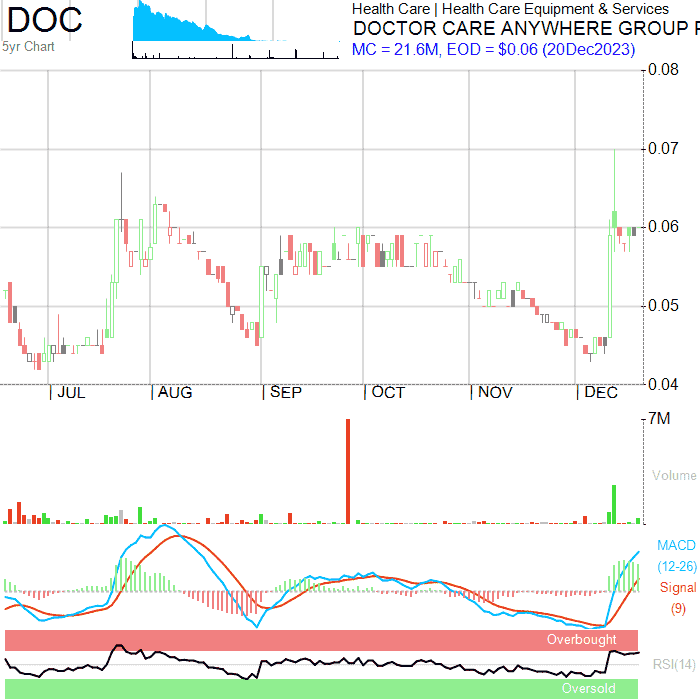 DOC
5yr Chart
Health Care | Health Care Equipment & Services
DOCTOR CARE ANYWHERE GROUP
MC = 21.6M, EOD = $0.06 (20Dec2023)
0.08
0.07
0.06
0.05
0.04
JUL
AUG
SEP
OCT
NOV
DEC
7M
Volume
MACD
(12-26)
Signal
(9)
Overbought
RSI(14)
Oversold